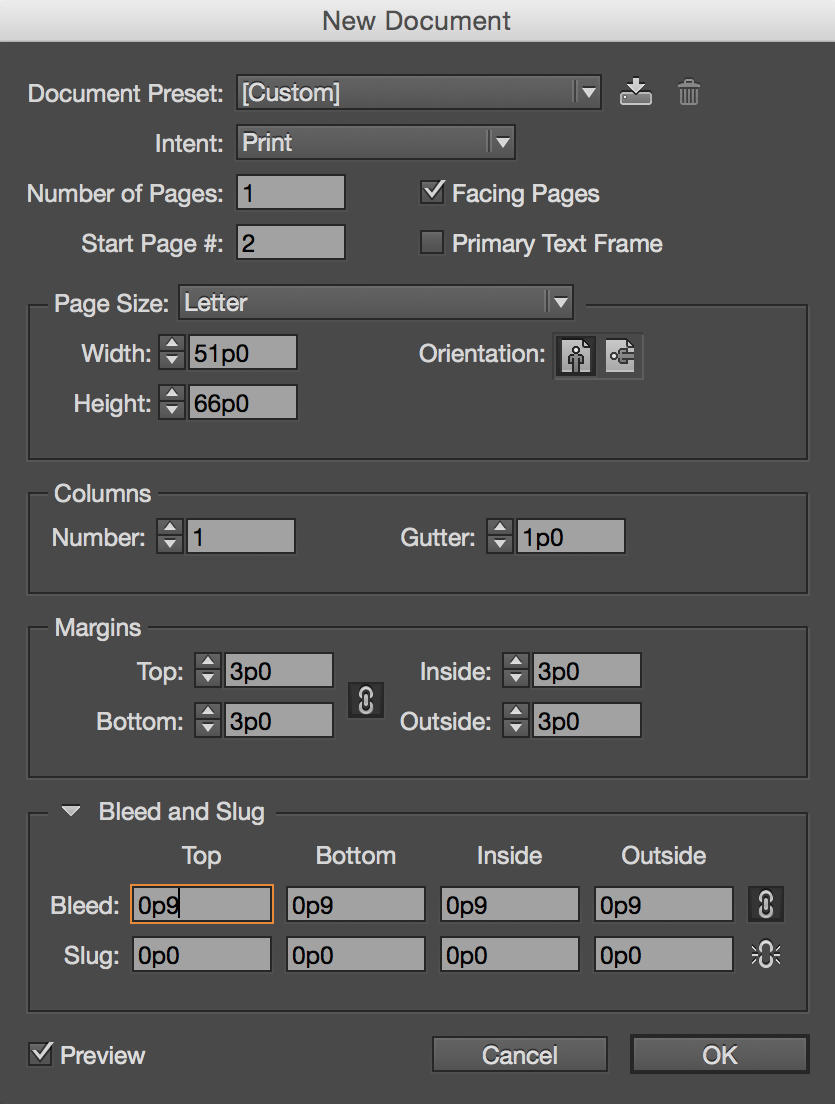 New Document
Document Preset: [Custom]
Intent: Print
Number of Pages: 1 Facing Pages
Start Page #: 2 Primary Text Frame
Page Size: Letter
Width: 51p0 Orientation:
Height: 66p0
Columns
Number: 1 Gutter: 1p0
Margins
Top: 3p0 Inside: 3p0
Bottom: 3p0 Outside: 3p0
Bleed and Slug
Top Bottom Inside Outside
Bleed: 0p9 0p9 0p9 0p9
Slug: 0p0 0p0 0p0 0p0
Preview Cancel OK